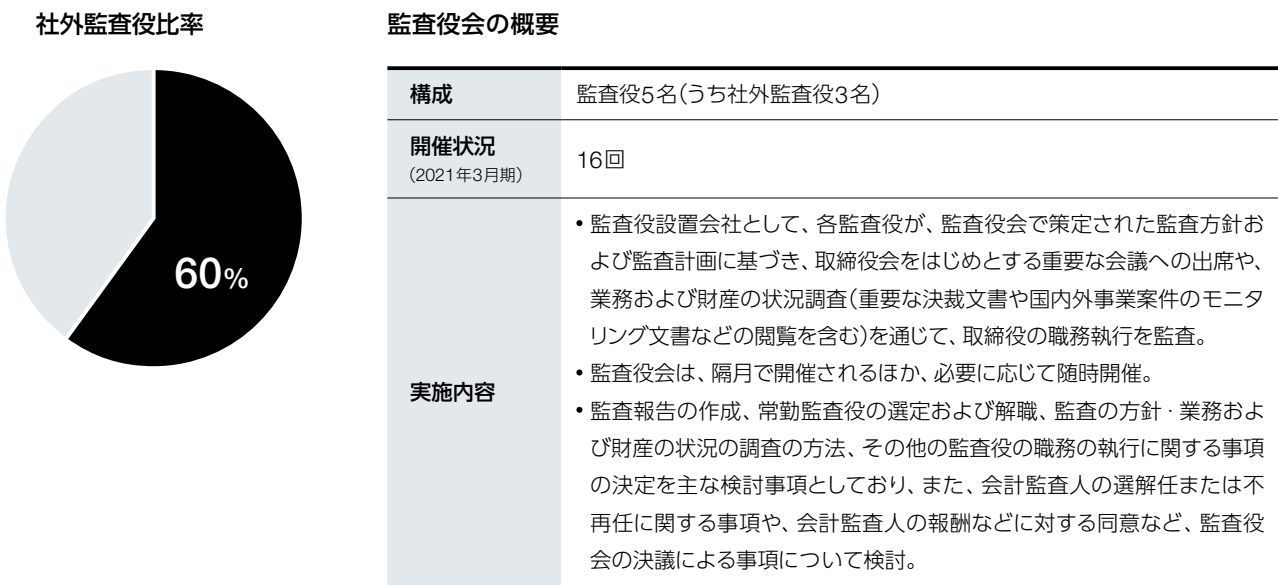 社外監査役比率
60%
監査役会の概要
構成
監査役5名(うち社外監査役3名)
開催状況
(2021年3月期)
16回
実施内容
• 監査役設置会社として、各監査役が、監査役会で策定された監査方針お
よび監査計画に基づき、取締役会をはじめとする重要な会議への出席や、
業務および財産の状況調査(重要な決裁文書や国内外事業案件のモニタ
リング文書などの閲覧を含む)を通じて、取締役の職務執行を監査。
• 監査役会は、隔月で開催されるほか、必要に応じて随時開催。
• 監査報告の作成、常勤監査役の選定および解職、監査の方針・業務およ
び財産の状況の調査の方法、その他の監査役の職務の執行に関する事項
の決定を主な検討事項としており、また、会計監査人の選解任または不
再任に関する事項や、会計監査人の報酬などに対する同意など、監査役
会の決議による事項について検討。